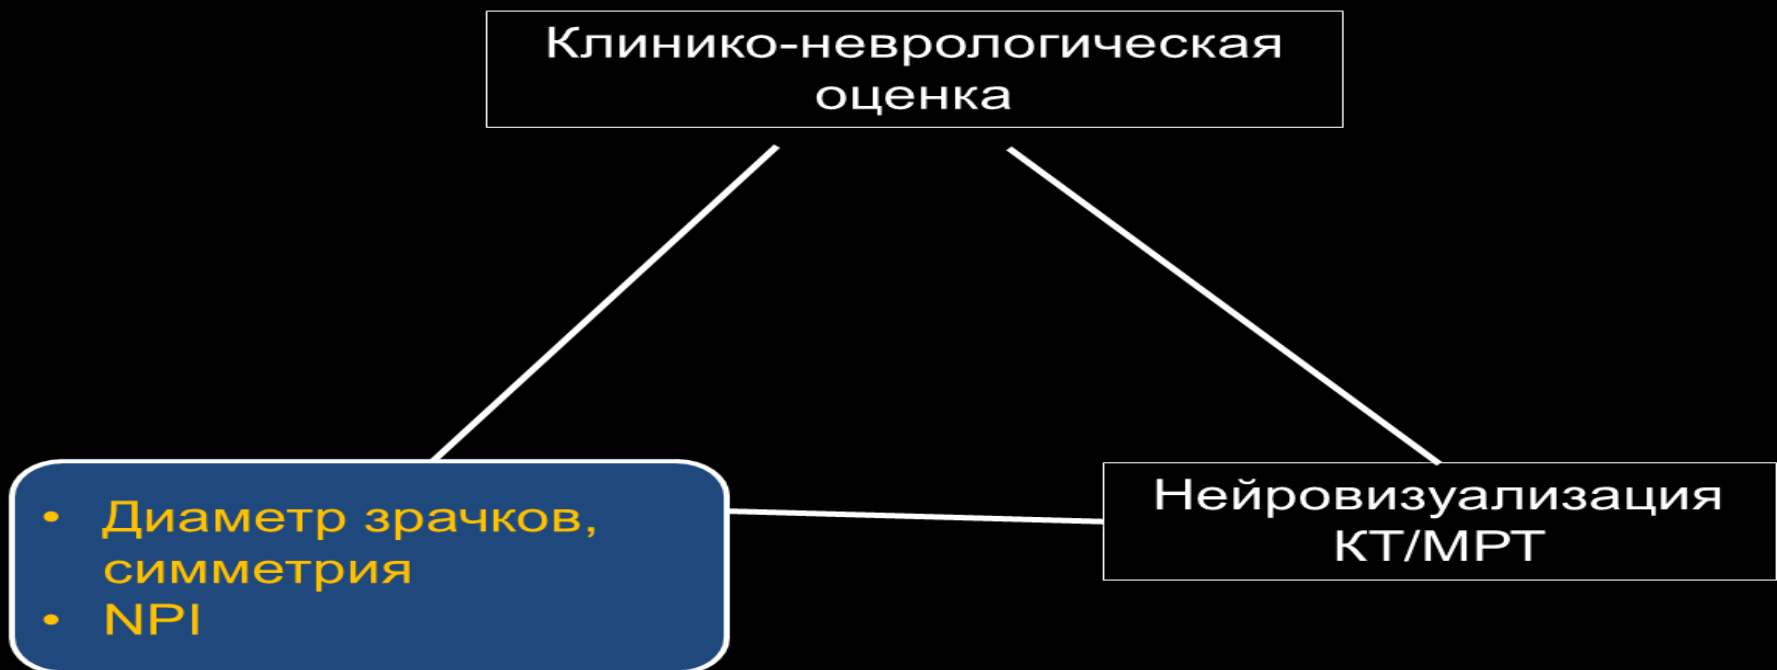 Клинико-неврологическая
оценка
• Диаметр зрачков,
симметрия
• NPI
Нейровизуализация
КТ/МРТ